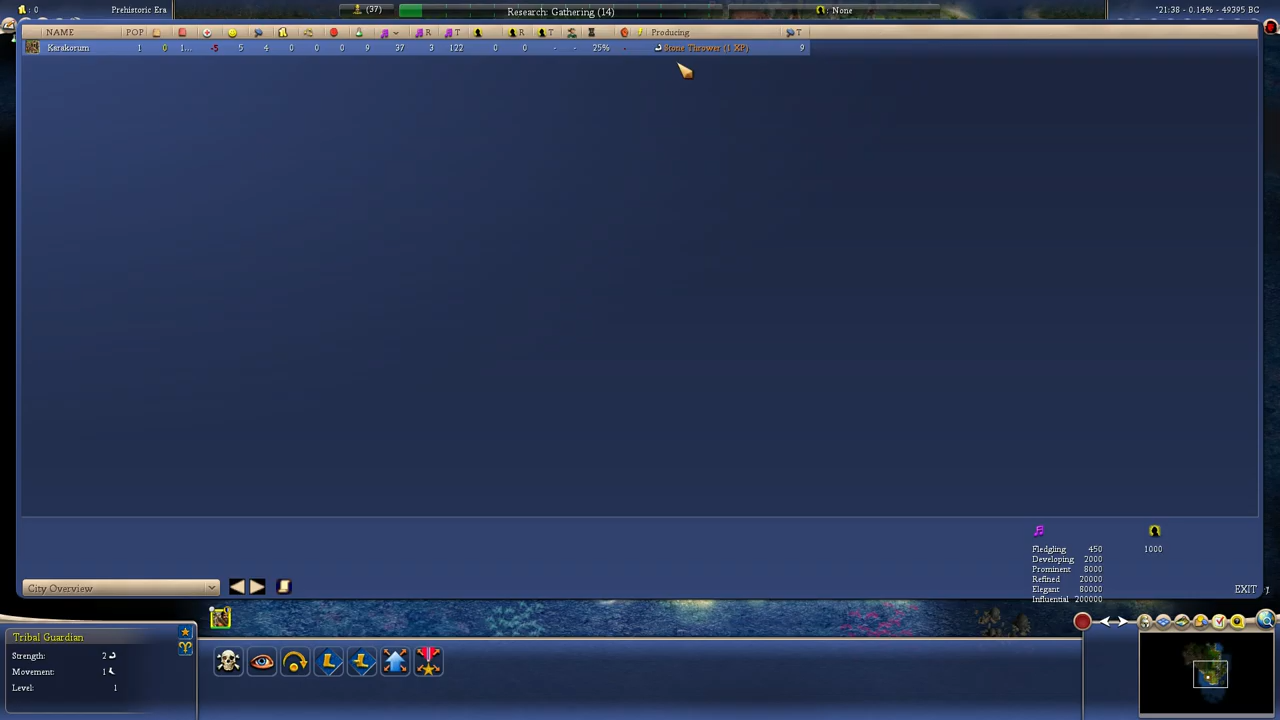 : 0 Prehistoric Era (37) Research: Gathering (14) : None *21:38 - 0.14% - 49395 BC
NAME POP R T R T Producing T
Karakorum 1 0 1... -5 5 4 0 0 0 9 37 3 122 0 0 - - 25% - Stone Thrower (1 XP) 9
Fledgling 450 1000
Developing 2000
Prominent 8000
Refined 20000
Elegant 80000
Influential 200000
City Overview
EXIT
Tribal Guardian
Strength: 2
Movement: 1
Level: 1